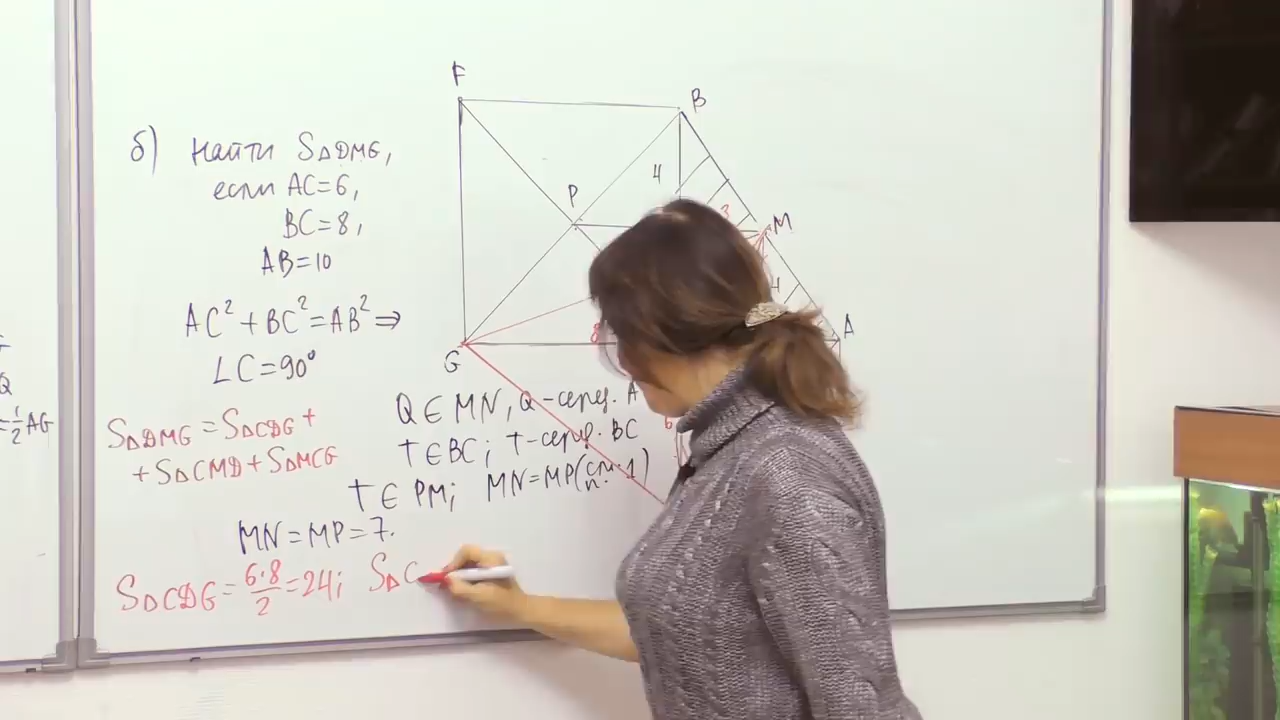 F
B
б) Найти S△DMG,
если AC=6,
BC=8,
AB=10
4
P
3
M
4
AC²+BC²=AB²⇒
A
8
G
∠C=90°
Q
=½AG
Q∈MN, Q-серед. A
S△DMG=S△CDG+
+S△CMD+S△MCG
T∈BC; T-серед. BC
6
T∈PM; MN=MP(см. п.1)
MN=MP=7.
S△CDG=6·8/2=24; S△C